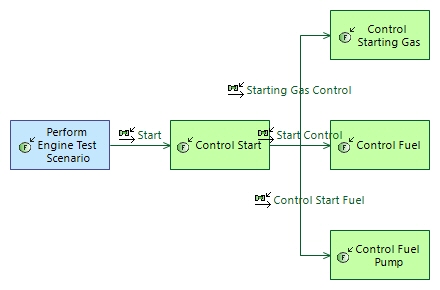 Control
Starting Gas
Starting Gas Control
Perform
Engine Test
Scenario
Start
Control Start
Start Control
Control Fuel
Control Start Fuel
Control Fuel
Pump